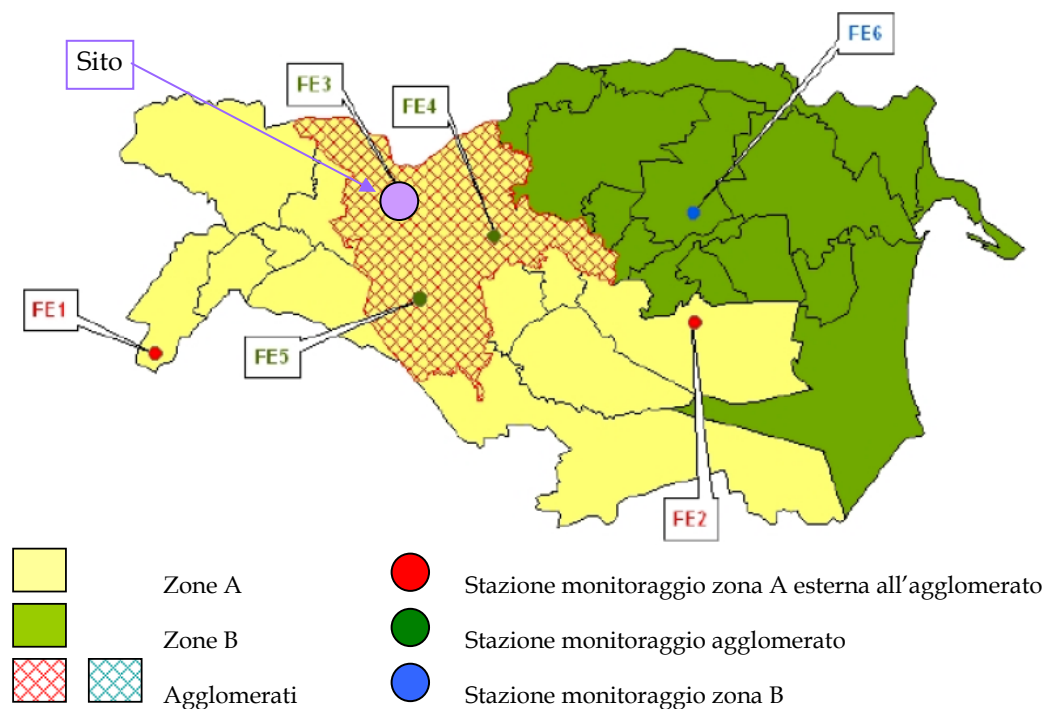 FE6
Sito
FE3
FE4
FE1
FE5
FE2
Zone A
Stazione monitoraggio zona A esterna all’agglomerato
Zone B
Stazione monitoraggio agglomerato
Agglomerati
Stazione monitoraggio zona B